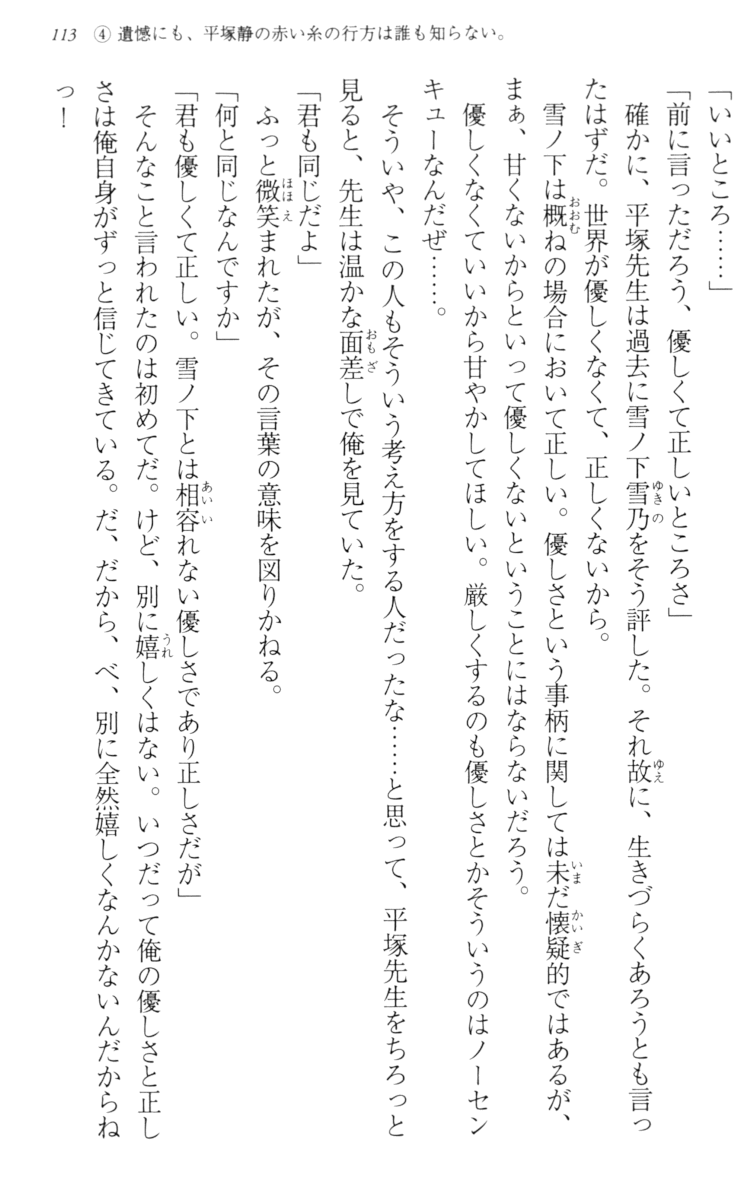 113 ④ 遺憾にも、平塚静の赤い糸の行方は誰も知らない。
「いいところ……」
「前に言っただろう、優しくて正しいところさ」
確かに、平塚先生は過去に雪ノ下雪乃をそう評した。それ故に、生きづらくあろうとも言っ
たはずだ。世界が優しくなくて、正しくないから。
雪ノ下は概ねの場合において正しい。優しさという事柄に関しては未だ懐疑的ではあるが、
まぁ、甘くないからといって優しくないということにはならないだろう。
優しくなくていいから甘やかしてほしい。厳しくするのも優しさとかそういうのはノーセン
キューなんだぜ……。
そういや、この人もそういう考え方をする人だったな……と思って、平塚先生をちろっと
見ると、先生は温かな面差しで俺を見ていた。
「君も同じだよ」
ふっと微笑まれたが、その言葉の意味を図りかねる。
「何と同じなんですか」
「君も優しくて正しい。雪ノ下とは相容れない優しさであり正しさだが」
そんなこと言われたのは初めてだ。けど、別に嬉しくはない。いつだって俺の優しさと正し
さは俺自身がずっと信じてきている。だ、だから、べ、別に全然嬉しくなんかないんだからね
っ！